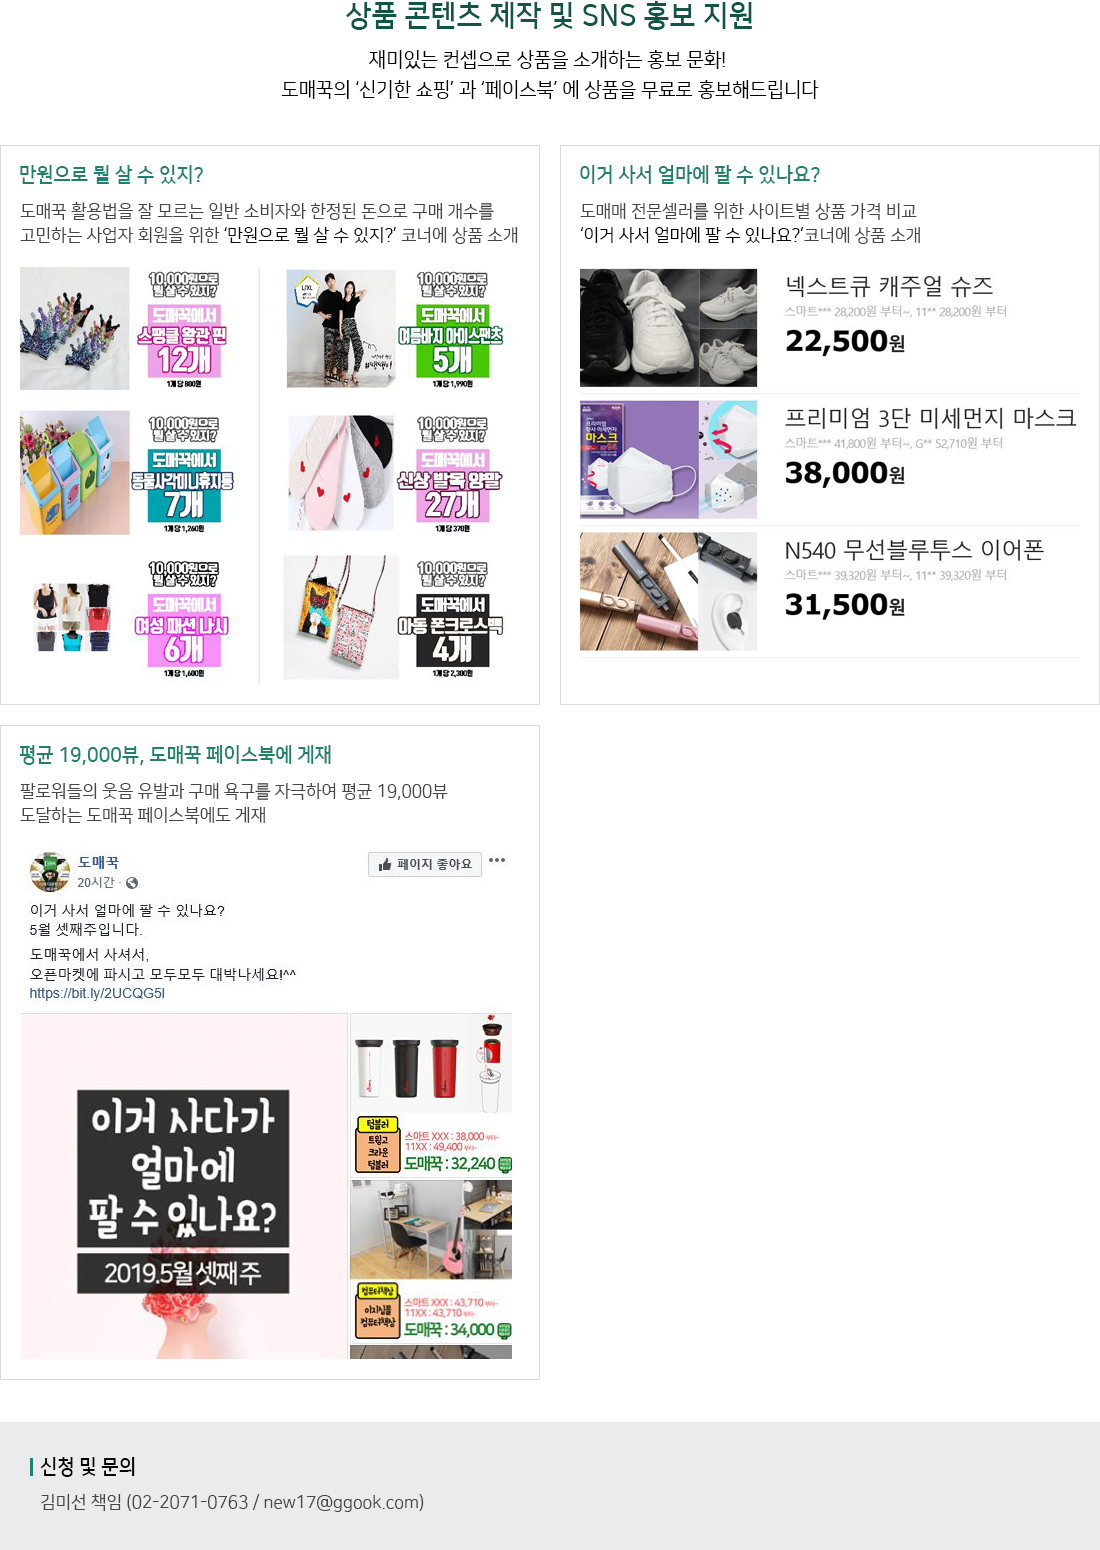 상품 콘텐츠 제작 및 SNS 홍보 지원
재미있는 컨셉으로 상품을 소개하는 홍보 문화!
도매꾹의 ‘신기한 쇼핑’ 과 ‘페이스북’ 에 상품을 무료로 홍보해드립니다
만원으로 뭘 살 수 있지?
도매꾹 활용법을 잘 모르는 일반 소비자와 한정된 돈으로 구매 개수를
고민하는 사업자 회원을 위한 ‘만원으로 뭘 살 수 있지?’ 코너에 상품 소개
10,000원으로
뭘 살 수 있지?
도매꾹에서
스팽클 왕관 핀
12개
1개 당 800원
L/XL
10,000원으로
뭘 살 수 있지?
도매꾹에서
여름바지 아이스팬츠
5개
1개 당 1,990원
10,000원으로
뭘 살 수 있지?
도매꾹에서
동물사각미니휴지통
7개
1개 당 1,260원
10,000원으로
뭘 살 수 있지?
도매꾹에서
신상 발목 양말
27개
1개 당 370원
10,000원으로
뭘 살 수 있지?
도매꾹에서
여성 패션 나시
6개
1개 당 1,600원
10,000원으로
뭘 살 수 있지?
도매꾹에서
아동 폰크로스백
4개
1개 당 2,300원
이거 사서 얼마에 팔 수 있나요?
도매매 전문셀러를 위한 사이트별 상품 가격 비교
‘이거 사서 얼마에 팔 수 있나요?’코너에 상품 소개
넥스트큐 캐주얼 슈즈
스마트*** 28,200원 부터~, 11** 28,200원 부터
22,500원
프리미엄
마스크
프리미엄 3단 미세먼지 마스크
스마트*** 41,800원 부터~, G** 52,710원 부터
38,000원
N540 무선블루투스 이어폰
스마트*** 39,320원 부터~, 11** 39,320원 부터
31,500원
평균 19,000뷰, 도매꾹 페이스북에 게재
팔로워들의 웃음 유발과 구매 욕구를 자극하여 평균 19,000뷰
도달하는 도매꾹 페이스북에도 게재
도매꾹
20시간 ·
페이지 좋아요
이거 사서 얼마에 팔 수 있나요?
5월 셋째주입니다.
도매꾹에서 사셔서,
오픈마켓에 파시고 모두모두 대박나세요!^^
https://bit.ly/2UCQG5l
이거 사다가
얼마에
팔 수 있나요?
2019.5월 셋째 주
텀블러
트윙고
크라운
텀블러
스마트 XXX : 38,000 부터~
11XX : 49,400 부터~
도매꾹 : 32,240
컴퓨터책상
이지심플
컴퓨터책상
스마트 XXX : 43,710 부터~
11XX : 43,710 부터~
도매꾹 : 34,000
신청 및 문의
김미선 책임 (02-2071-0763 / new17@ggook.com)